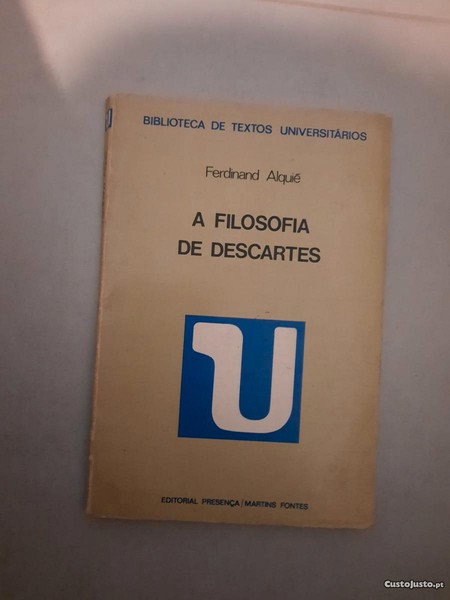 BIBLIOTECA DE TEXTOS UNIVERSITÁRIOS
Ferdinand Alquié
A FILOSOFIA
DE DESCARTES
U
EDITORIAL PRESENÇA/MARTINS FONTES
CustoJusto.pt